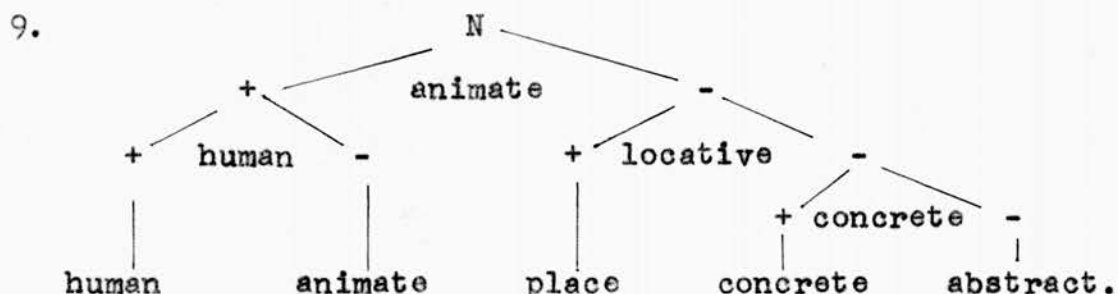 9. N
+ animate -
+ human - + locative -
+ concrete -
human animate place concrete abstract.